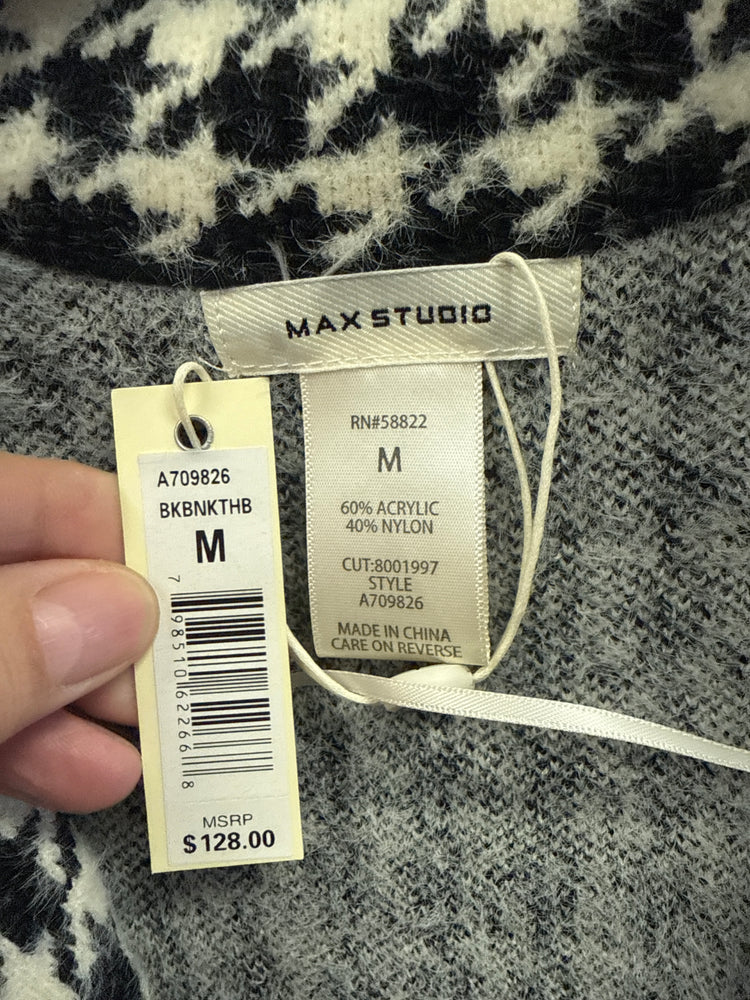 MAX STUDIO
RN#58822
M
60% ACRYLIC
40% NYLON
CUT:8001997
STYLE
A709826
MADE IN CHINA
CARE ON REVERSE
A709826
BKBNKTHB
M
7 98510 62266 8
MSRP
$128.00